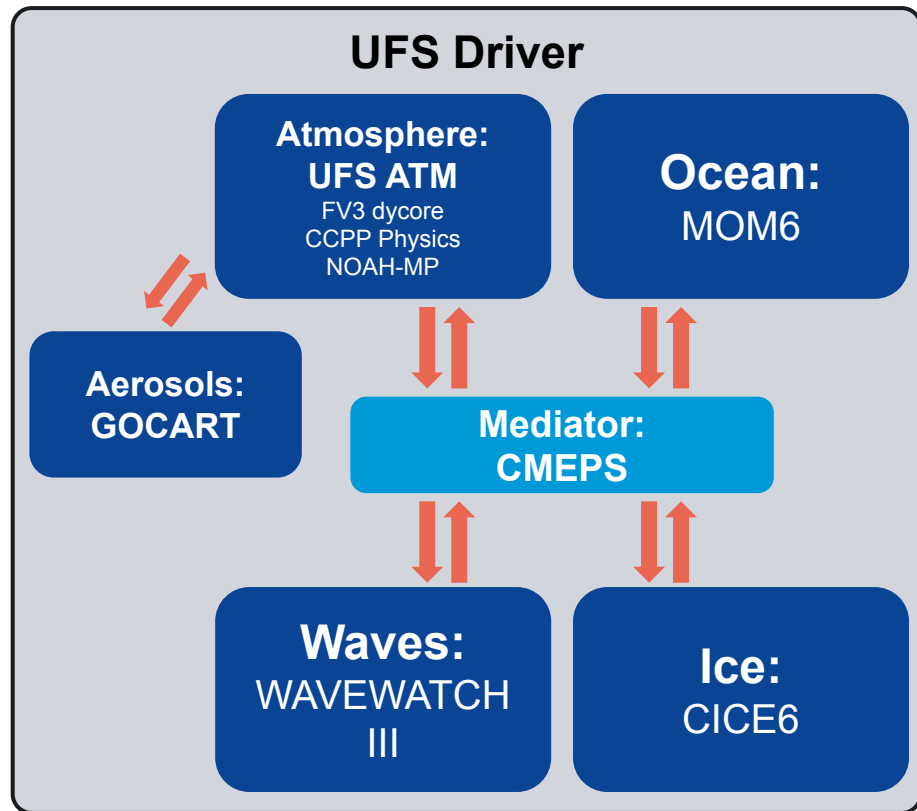 UFS Driver
Atmosphere:
UFS ATM
FV3 dycore
CCPP Physics
NOAH-MP
Ocean:
MOM6
Aerosols:
GOCART
Mediator:
CMEPS
Waves:
WAVEWATCH
III
Ice:
CICE6